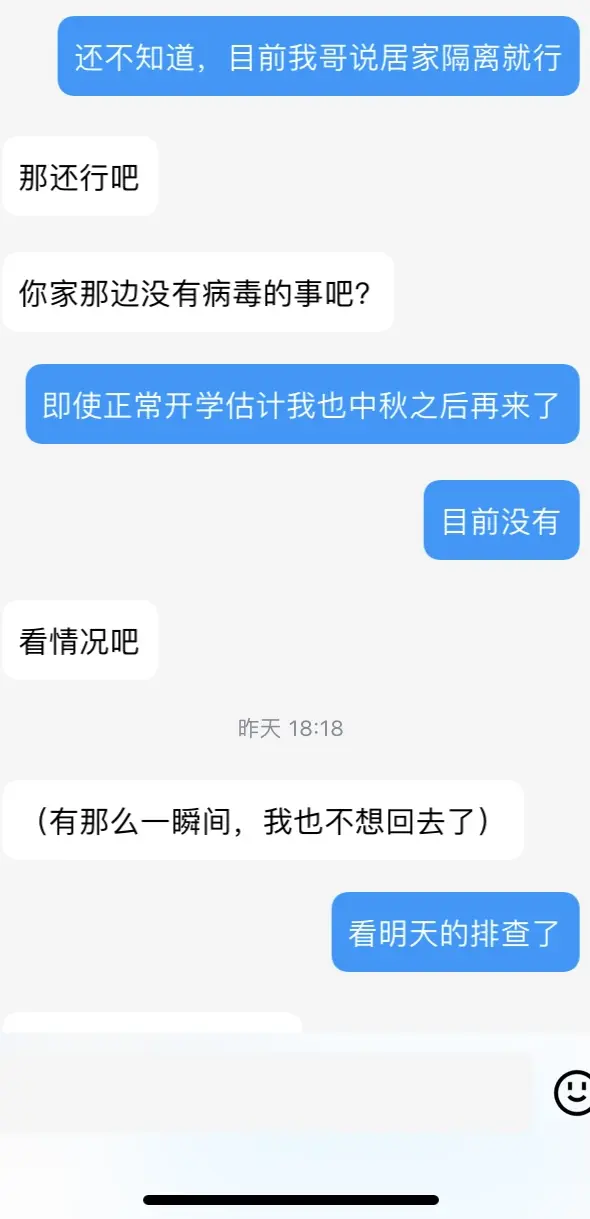 还不知道，目前我哥说居家隔离就行
那还行吧
你家那边没有病毒的事吧？
即使正常开学估计我也中秋之后再来了
目前没有
看情况吧
昨天 18:18
（有那么一瞬间，我也不想回去了）
看明天的排查了